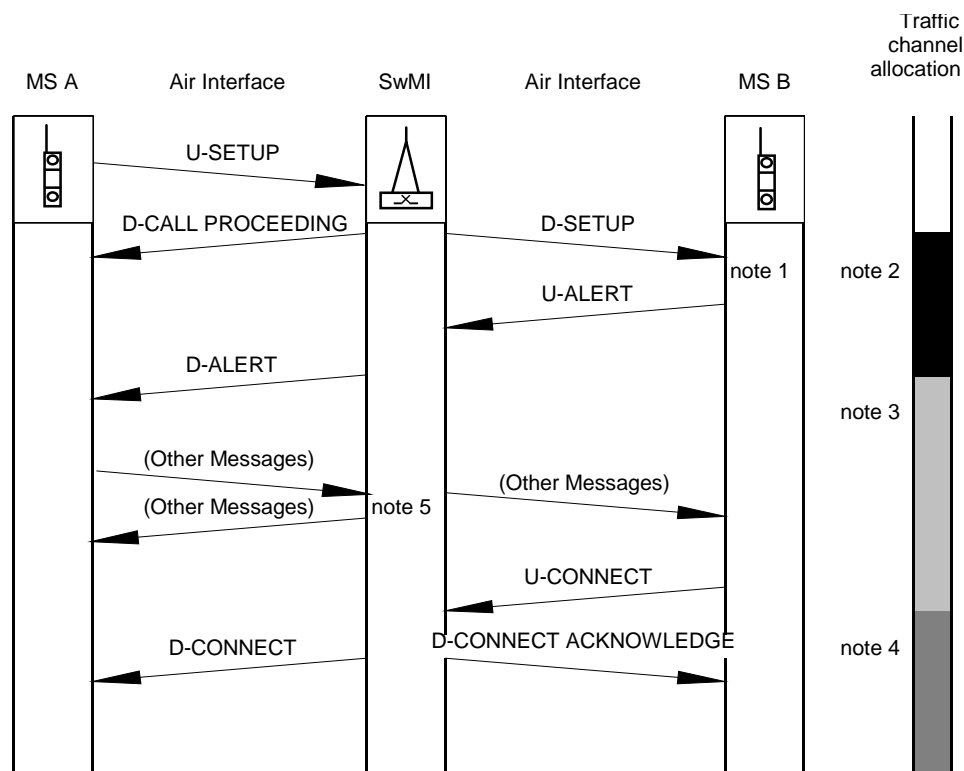 Traffic
channel
allocation
MS A Air Interface SwMI Air Interface MS B
U-SETUP
D-CALL PROCEEDING D-SETUP
note 1 note 2
U-ALERT
D-ALERT
note 3
(Other Messages)
(Other Messages)
(Other Messages) note 5
U-CONNECT
D-CONNECT D-CONNECT ACKNOWLEDGE note 4